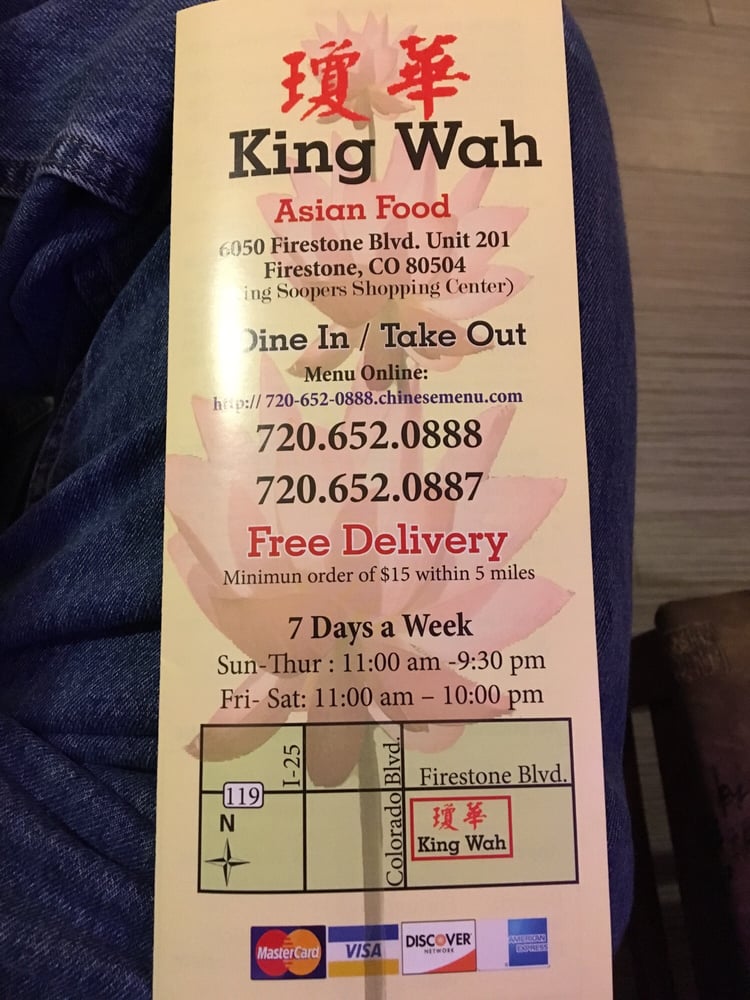 瓊華
King Wah
Asian Food
6050 Firestone Blvd. Unit 201
Firestone, CO 80504
Soopers Shopping Center)
Dine In / Take Out
Menu Online:
http:// 720-652-0888.chinesemenu.com
720.652.0888
720.652.0887
Free Delivery
Minimun order of $15 within 5 miles
7 Days a Week
Sun-Thur : 11:00 am -9:30 pm
Fri- Sat: 11:00 am – 10:00 pm
I-25
Colorado Blvd.
Firestone Blvd.
119
N
瓊華
King Wah
MasterCard
VISA
DISCOVER
NETWORK
AMERICAN
EXPRESS